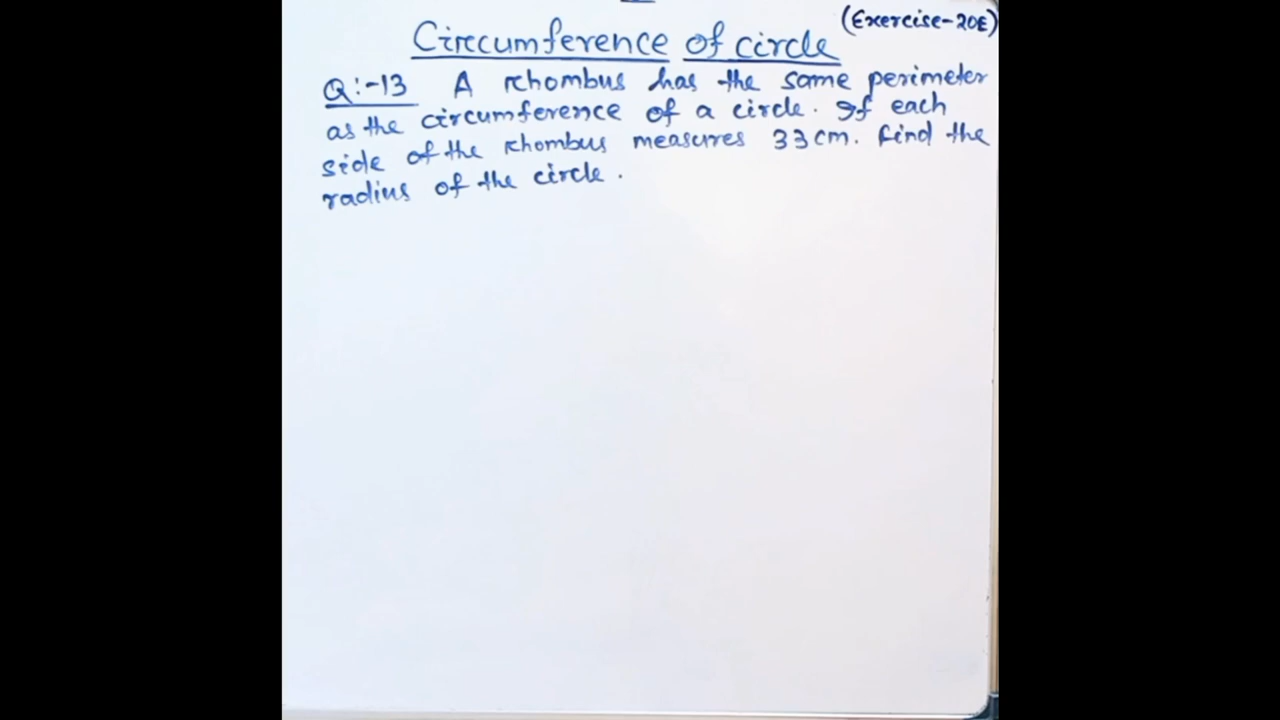 (Exercise-20E)
Circumference of circle
Q:-13 A rhombus has the same perimeter
as the circumference of a circle. If each
side of the rhombus measures 33cm. Find the
radius of the circle.